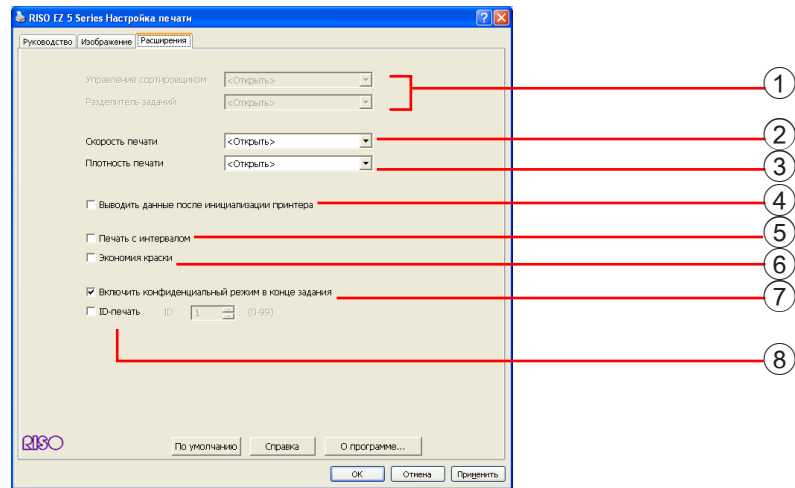 RISO EZ 5 Series Настройка печати
Руководство Изображение Расширения
Управление сортировщиком <Открыть> 1
Разделитель заданий <Открыть>
Скорость печати <Открыть> 2
Плотность печати <Открыть> 3
Выводить данные после инициализации принтера 4
Печать с интервалом 5
Экономия краски 6
Включить конфиденциальный режим в конце задания 7
ID-печать ID 1 (0-99)
8
RISO По умолчанию Справка О программе...
OK Отмена Применить